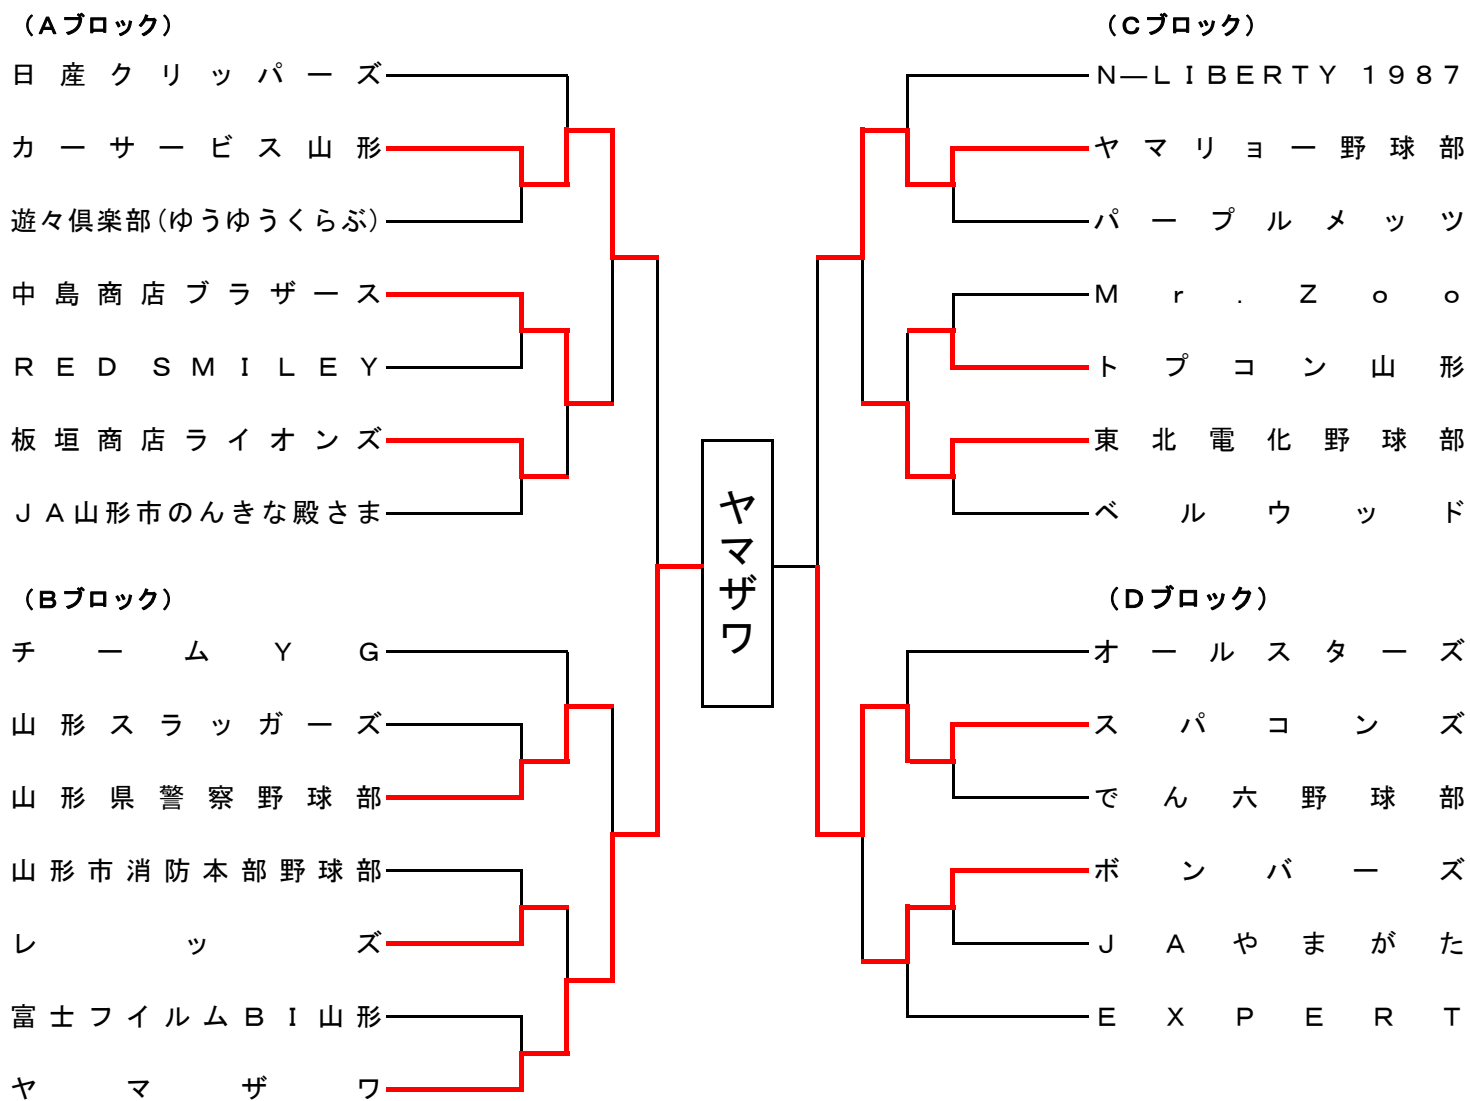 （Aブロック）
日産クリッパーズ
カーサービス山形
遊々倶楽部(ゆうゆうくらぶ)
中島商店ブラザース
RED SMILEY
板垣商店ライオンズ
JA山形市のんきな殿さま
（Bブロック）
チームYG
山形スラッガーズ
山形県警察野球部
山形市消防本部野球部
レッズ
富士フイルムBI山形
ヤマザワ
ヤマザワ
（Cブロック）
N―LIBERTY 1987
ヤマリョー野球部
パープルメッツ
Mr.Zoo
トプコン山形
東北電化野球部
ベルウッド
（Dブロック）
オールスターズ
スパコンズ
でん六野球部
ボンバーズ
JAやまがた
EXPERT